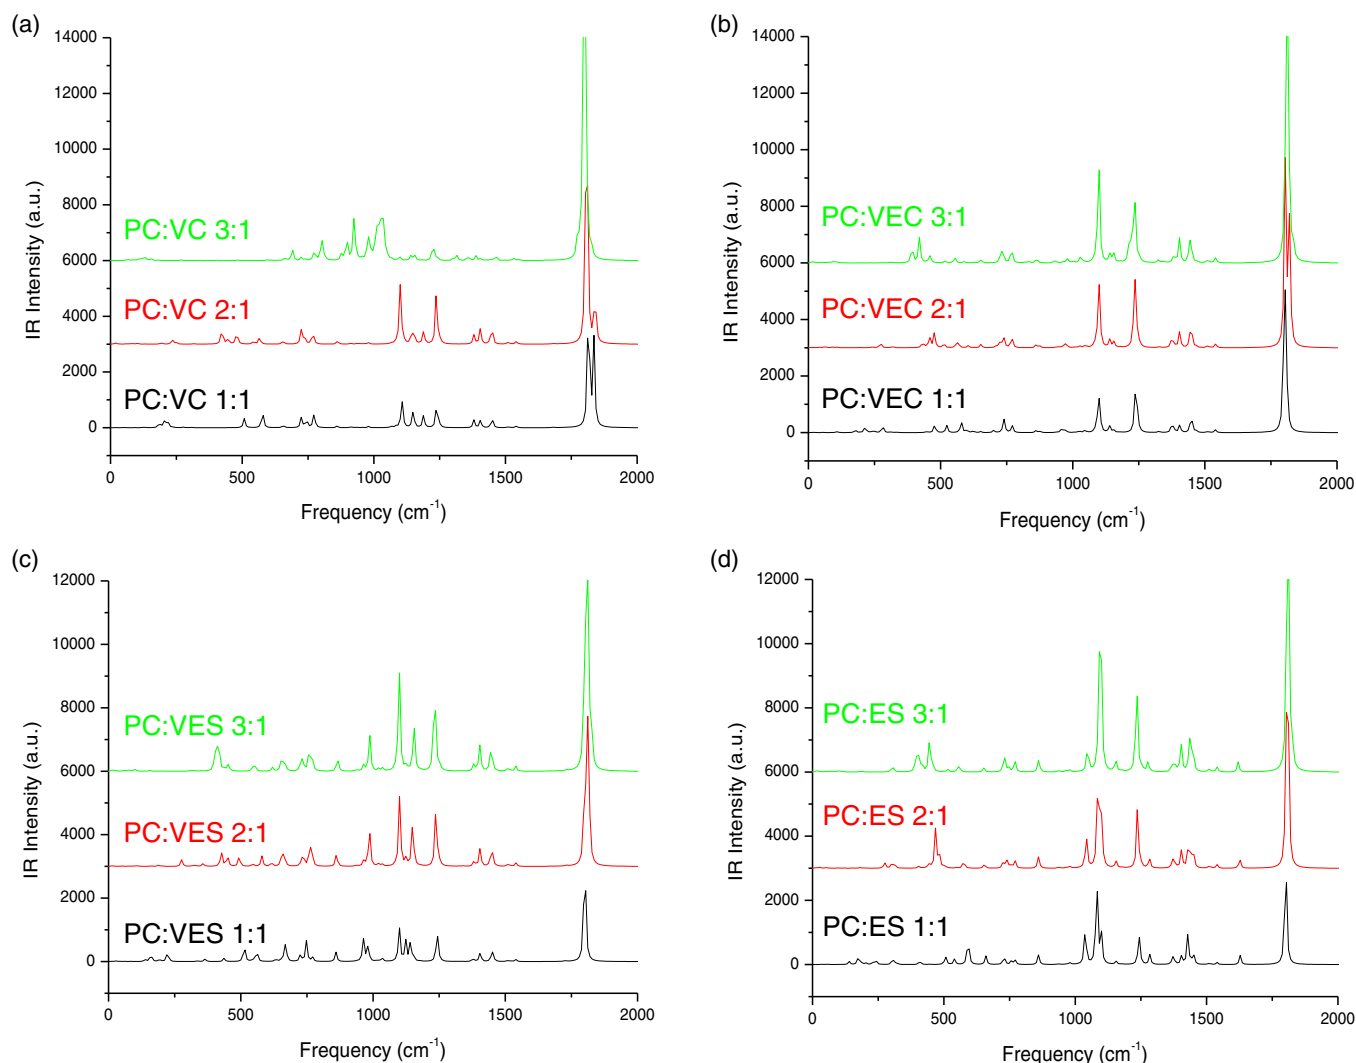 (a)
14000
12000
10000
8000
6000
4000
2000
0
IR Intensity (a.u.)
PC:VC 3:1
PC:VC 2:1
PC:VC 1:1
0 500 1000 1500 2000
Frequency (cm⁻¹)
(b)
14000
12000
10000
8000
6000
4000
2000
0
IR Intensity (a.u.)
PC:VEC 3:1
PC:VEC 2:1
PC:VEC 1:1
0 500 1000 1500 2000
Frequency (cm⁻¹)
(c)
12000
10000
8000
6000
4000
2000
0
IR Intensity (a.u.)
PC:VES 3:1
PC:VES 2:1
PC:VES 1:1
0 500 1000 1500 2000
Frequency (cm⁻¹)
(d)
12000
10000
8000
6000
4000
2000
0
IR Intensity (a.u.)
PC:ES 3:1
PC:ES 2:1
PC:ES 1:1
0 500 1000 1500 2000
Frequency (cm⁻¹)